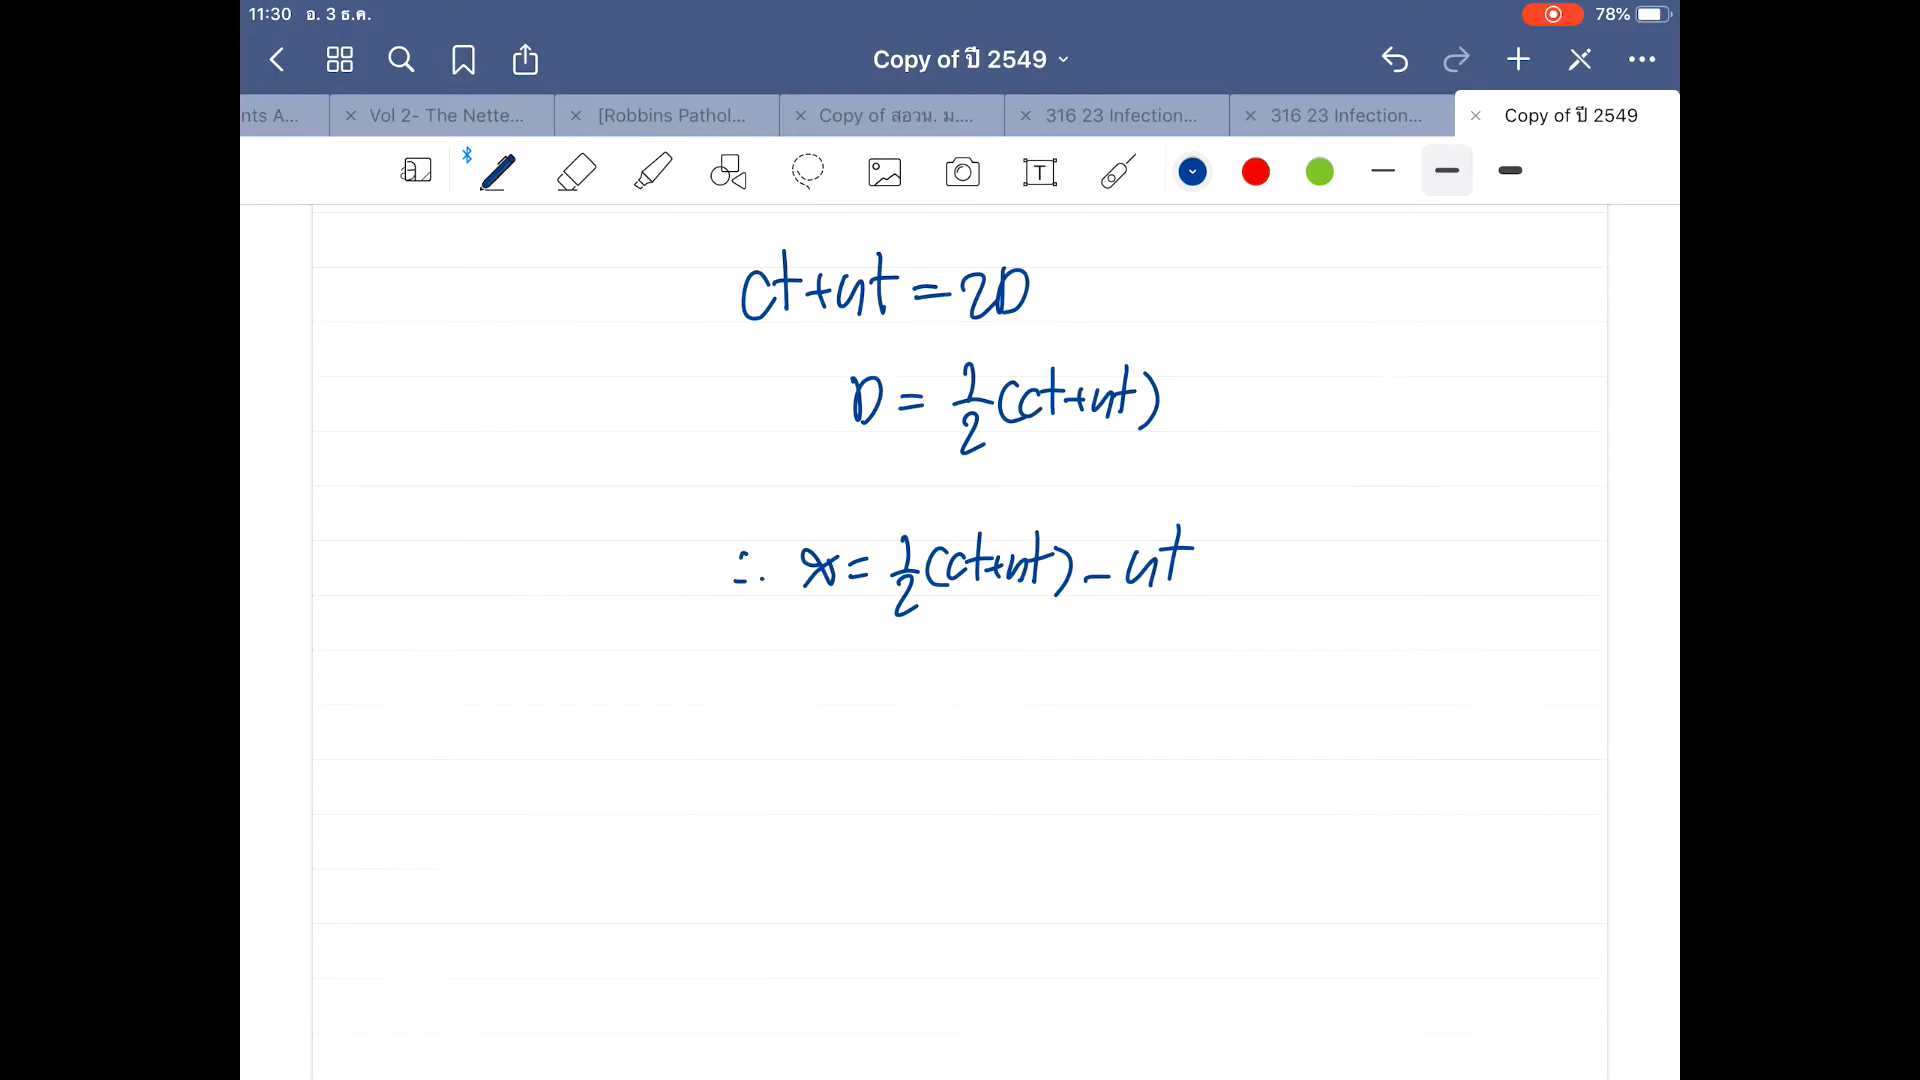 11:30 อ. 3 ธ.ค.
78%
Copy of ปี 2549
nts A...
Vol 2- The Nette...
[Robbins Pathol...
Copy of สอวน. ม....
316 23 Infection...
316 23 Infection...
Copy of ปี 2549
ct+ut=2D
D = 1/2 (ct+ut)
∴ x = 1/2 (ct+ut) - ut